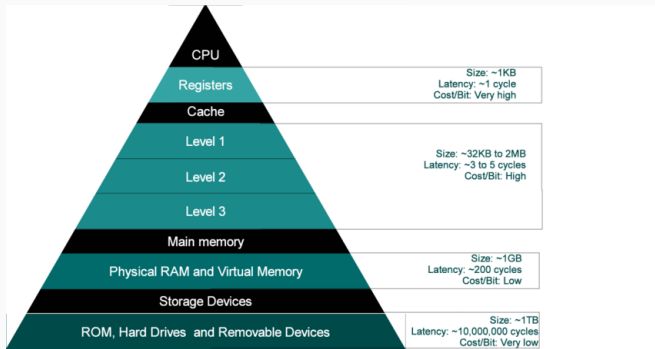 CPU
Registers
Size: ~1KB
Latency: ~1 cycle
Cost/Bit: Very high
Cache
Level 1
Level 2
Level 3
Size: ~32KB to 2MB
Latency: ~3 to 5 cycles
Cost/Bit: High
Main memory
Physical RAM and Virtual Memory
Size: ~1GB
Latency: ~200 cycles
Cost/Bit: Low
Storage Devices
ROM, Hard Drives and Removable Devices
Size: ~1TB
Latency: ~10,000,000 cycles
Cost/Bit: Very low